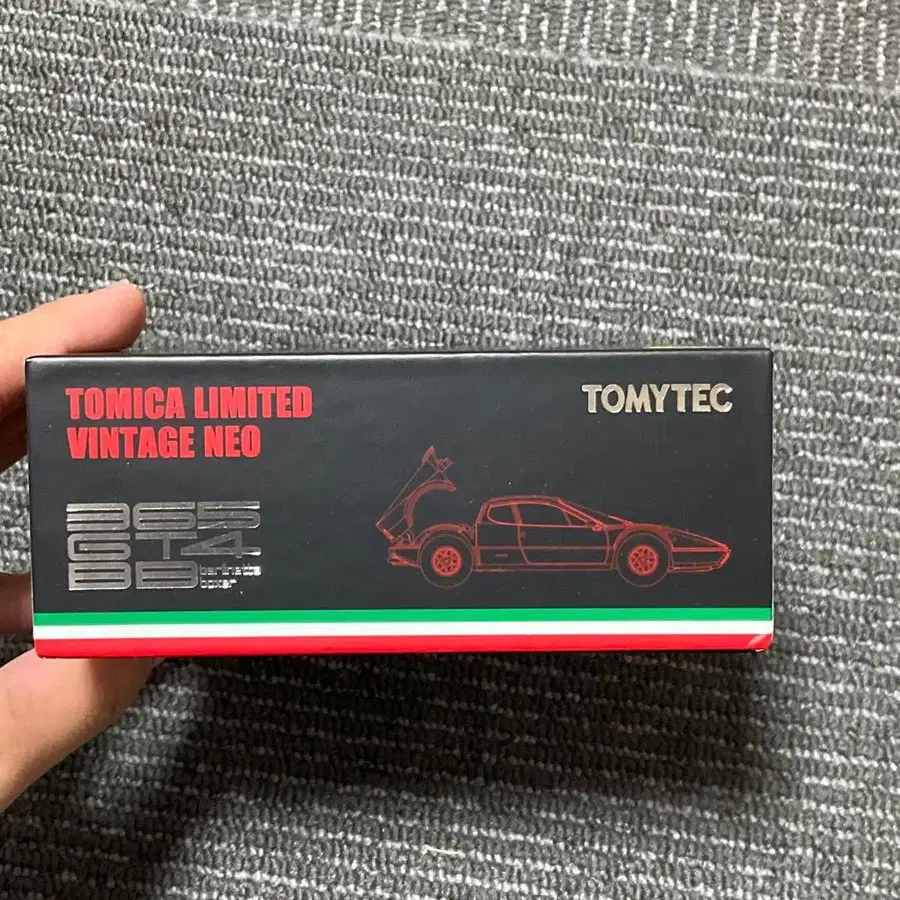 TOMICA LIMITED
VINTAGE NEO
TOMYTEC
365
GT4
BB berlinetta
boxer